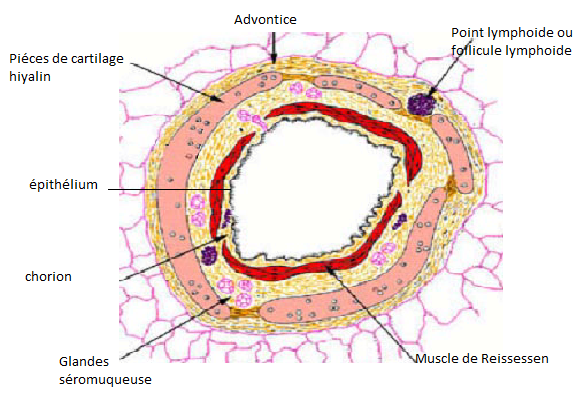 Advontice
Point lymphoide ou
follicule lymphoide
Piéces de cartilage
hiyalin
épithélium
chorion
Glandes
séromuqueuse
Muscle de Reissessen